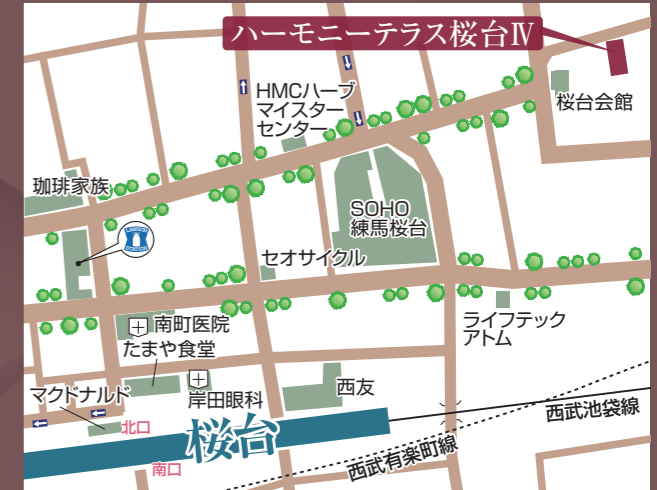 ハーモニーテラス桜台Ⅳ
桜台会館
HMCハーブ
マイスター
センター
珈琲家族
SOHO
練馬桜台
LAWSON
STATION
セオサイクル
ライフテック
アトム
南町医院
たまや食堂
マクドナルド
岸田眼科
西友
北口
桜台
南口
西武池袋線
西武有楽町線